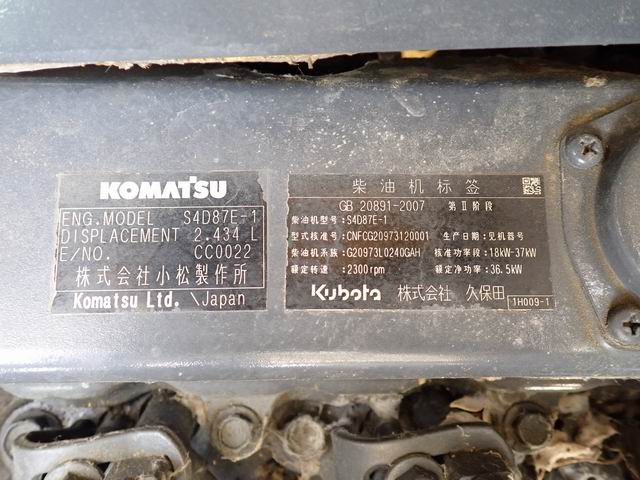 KOMATSU
ENG. MODEL S4D87E-1
DISPLACEMENT 2.434 L
E/NO. CC0022
株式会社小松製作所
Komatsu Ltd. \Japan
柴油机标签
GB 20891-2007 第Ⅱ阶段
柴油机型号: S4D87E-1
型式核准号: CNFCG20973120001 生产日期: 见机器号
柴油机系族: G20973L0240GAH 核准功率段: 18kW-37kW
额定转速 : 2300rpm 额定净功率: 36.5kW
Kubota 株式会社 久保田
1H009-1